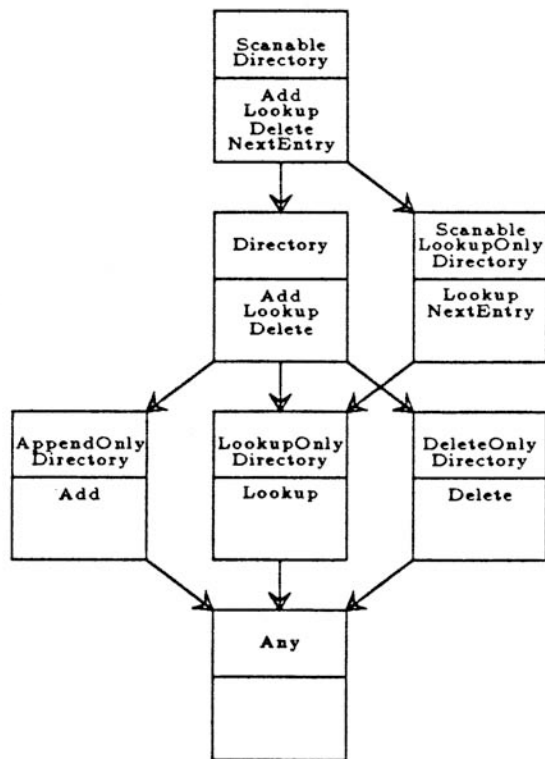 Scanable
Directory
Add
Lookup
Delete
NextEntry
Directory
Add
Lookup
Delete
Scanable
LookupOnly
Directory
Lookup
NextEntry
AppendOnly
Directory
Add
LookupOnly
Directory
Lookup
DeleteOnly
Directory
Delete
Any